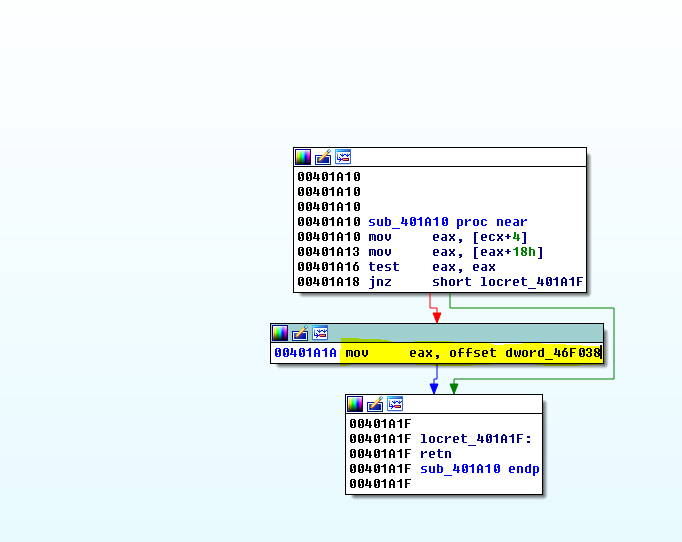 00401A10
00401A10
00401A10
00401A10 sub_401A10 proc near
00401A10 mov     eax, [ecx+4]
00401A13 mov     eax, [eax+18h]
00401A16 test    eax, eax
00401A18 jnz     short locret_401A1F
00401A1A mov     eax, offset dword_46F038
00401A1F
00401A1F locret_401A1F:
00401A1F retn
00401A1F sub_401A10 endp
00401A1F